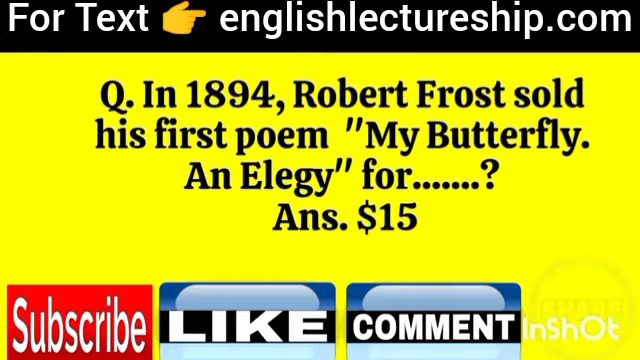 For Text 👉 englishlectureship.com
Q. In 1894, Robert Frost sold
his first poem "My Butterfly.
An Elegy" for.......?
Ans. $15
Subscribe LIKE COMMENT InShOt